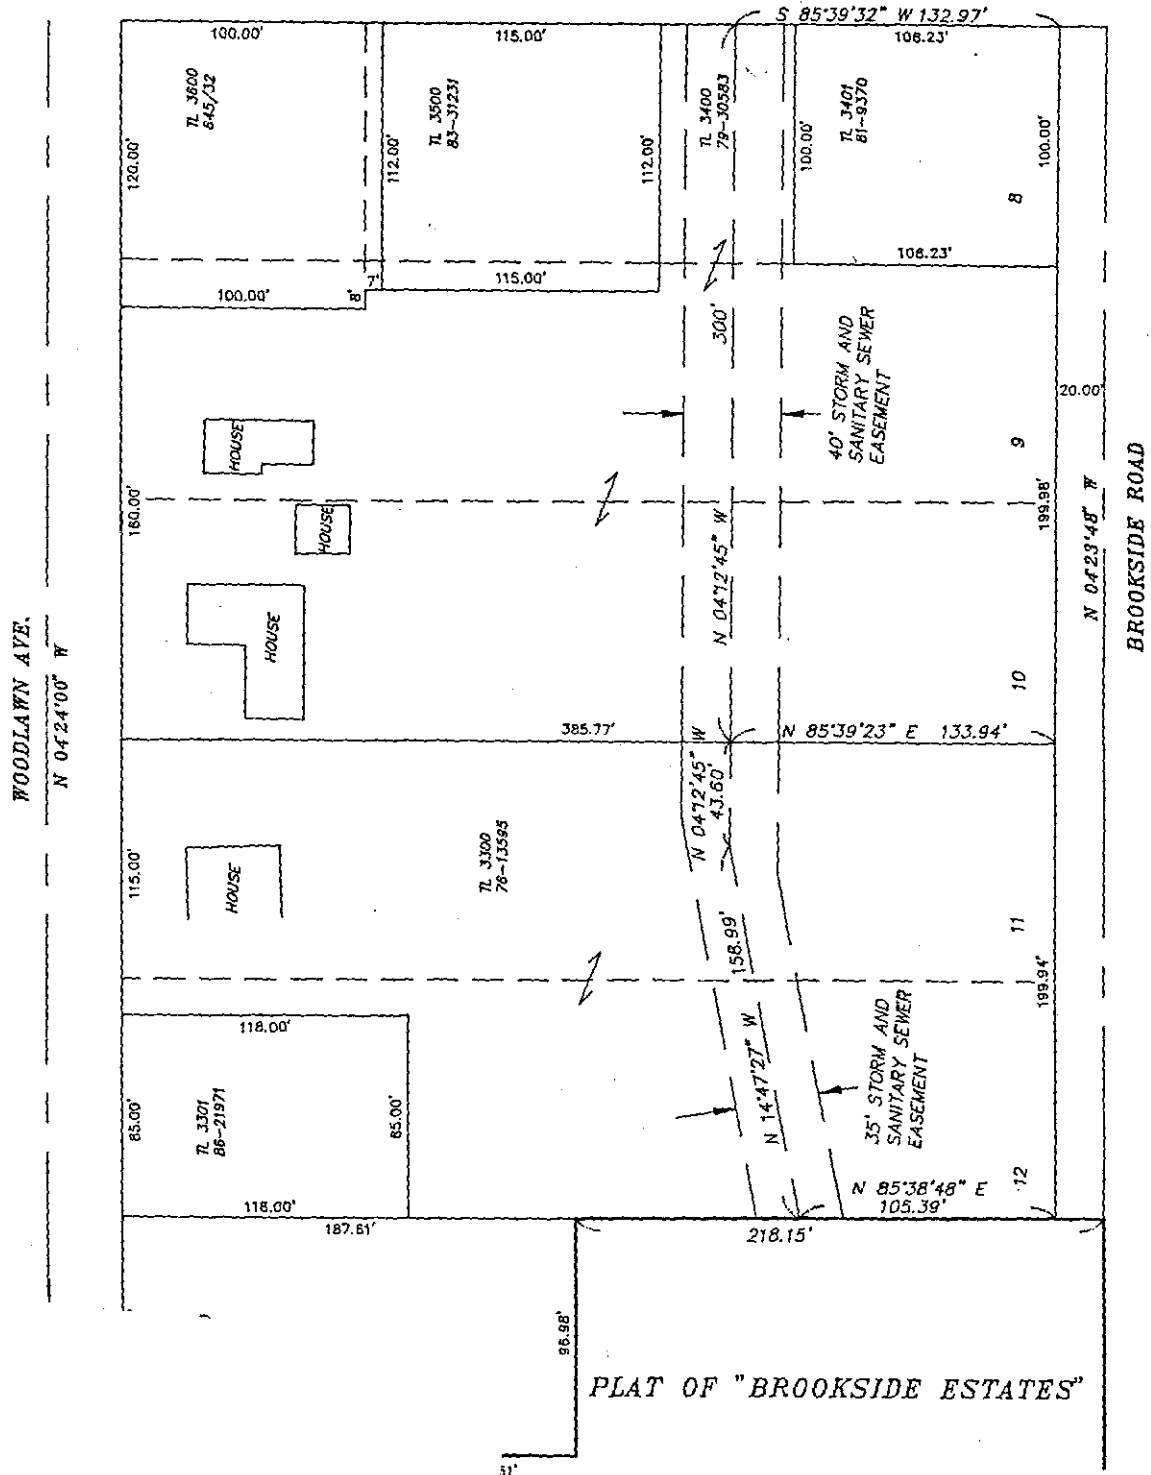 S 85°39'32" W 132.97'
100.00'
115.00'
106.23'
TL 3600
645/32
TL 3500
83-31231
TL 3400
79-30583
TL 3401
81-9370
120.00'
112.00'
112.00'
100.00'
100.00'
8
106.23'
7'
8'
100.00'
115.00'
300'
40' STORM AND
SANITARY SEWER
EASEMENT
20.00'
9
HOUSE
160.00'
HOUSE
199.98'
N 04°23'48" W
BROOKSIDE ROAD
N 04°12'45" W
HOUSE
WOODLAWN AVE.
N 04°24'00" W
10
385.77'
N 85°39'23" E 133.94'
N 04°12'45" W
43.60'
115.00'
HOUSE
TL 3300
76-13595
11
158.99'
199.94'
118.00'
N 14°47'27" W
35' STORM AND
SANITARY SEWER
EASEMENT
85.00'
TL 3301
86-21971
85.00'
12
N 85°38'48" E
105.39'
118.00'
187.61'
218.15'
96.98'
PLAT OF "BROOKSIDE ESTATES"
51'